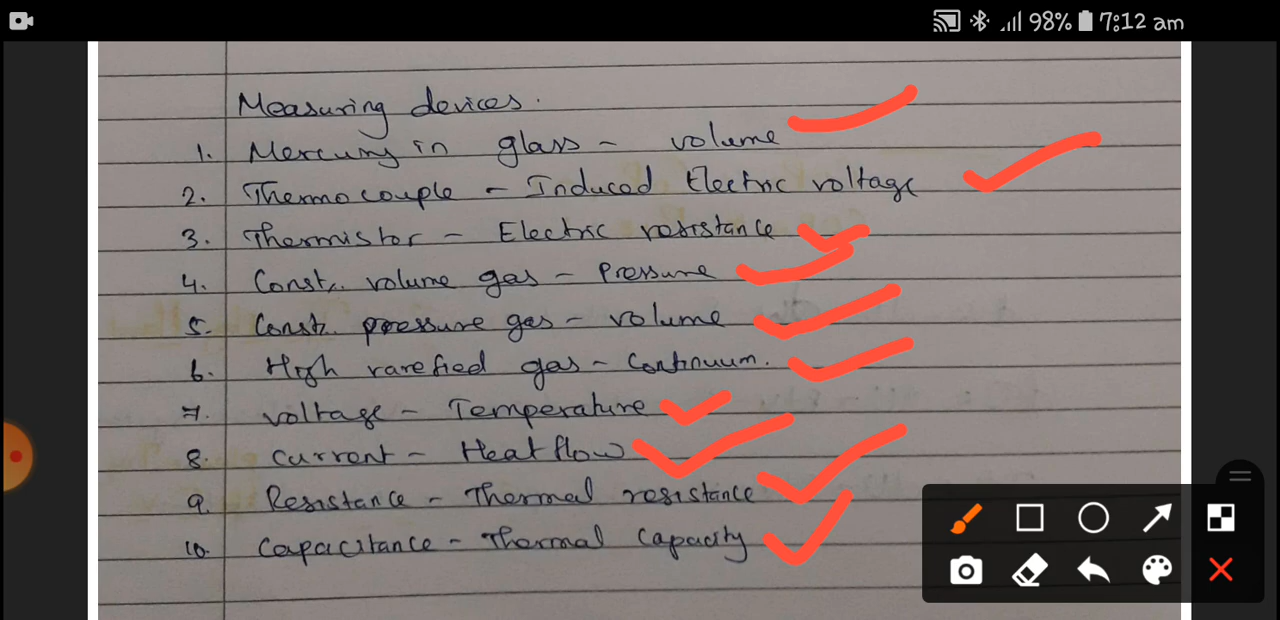 98% 7:12 am
Measuring devices.
1. Mercury in glass - volume
2. Thermocouple - Induced Electric voltage
3. Thermistor - Electric resistance
4. Const. volume gas - Pressure
5. Const. pressure gas - volume
6. High rarefied gas - Continuum.
7. voltage - Temperature
8. current - Heat flow
9. Resistance - Thermal resistance
10. Capacitance - Thermal Capacity